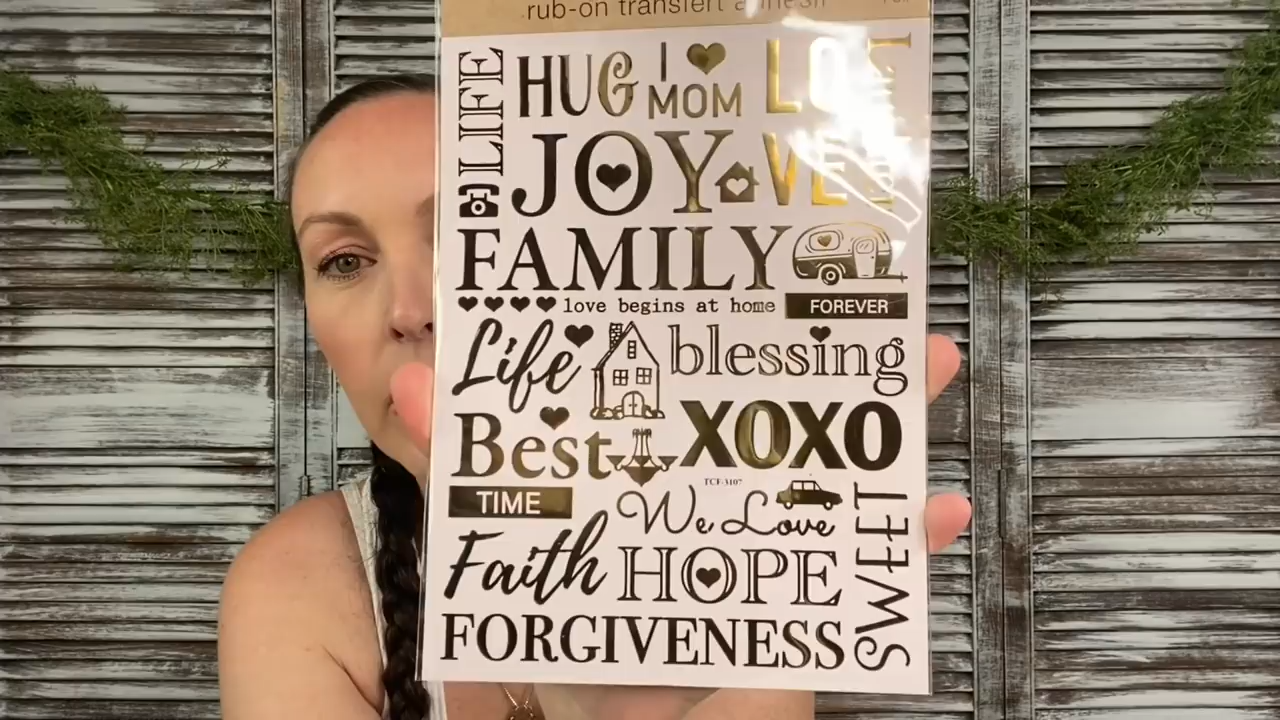 rub-on transfert adhésif
LIFE
HUG
I
MOM
JOY
FAMILY
love begins at home
FOREVER
Life
blessing
Best
XOXO
TCF-3107
TIME
We Love
Faith
HOPE
SWEET
FORGIVENESS